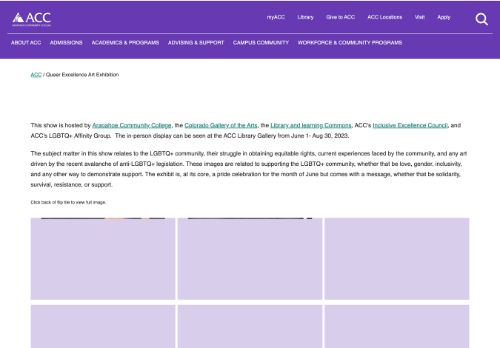 myACC Library Give to ACC ACC Locations Visit Apply
ACC
ARAPAHOE COMMUNITY COLLEGE
ABOUT ACC ADMISSIONS ACADEMICS & PROGRAMS ADVISING & SUPPORT CAMPUS COMMUNITY WORKFORCE & COMMUNITY PROGRAMS
ACC / Queer Excellence Art Exhibition
This show is hosted by Arapahoe Community College, the Colorado Gallery of the Arts, the Library and learning Commons, ACC's Inclusive Excellence Council, and
ACC's LGBTQ+ Affinity Group. The in-person display can be seen at the ACC Library Gallery from June 1- Aug 30, 2023.
The subject matter in this show relates to the LGBTQ+ community, their struggle in obtaining equitable rights, current experiences faced by the community, and any art
driven by the recent avalanche of anti-LGBTQ+ legislation. These images are related to supporting the LGBTQ+ community, whether that be love, gender, inclusivity,
and any other way to demonstrate support. The exhibit is, at its core, a pride celebration for the month of June but comes with a message, whether that be solidarity,
survival, resistance, or support.
Click back of flip tile to view full image.